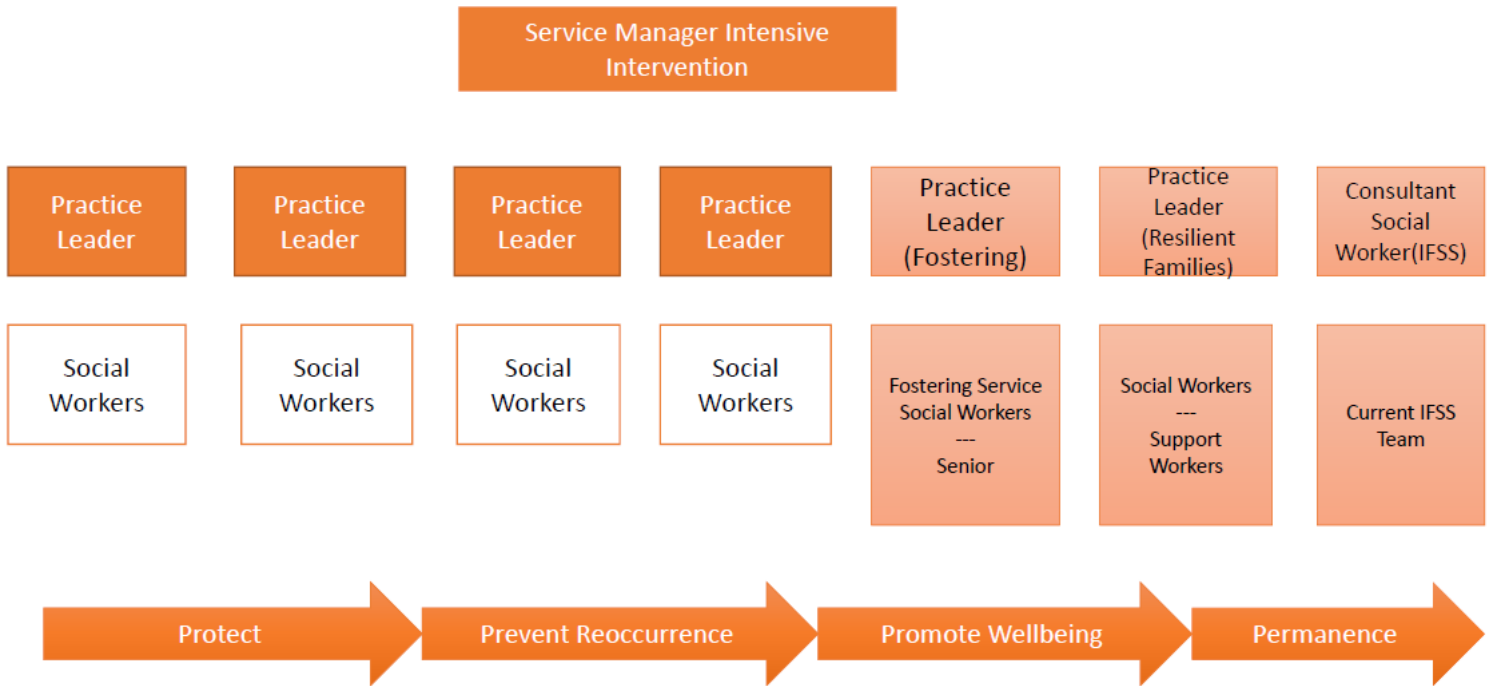 Service Manager Intensive
Intervention
Practice
Leader
Practice
Leader
Practice
Leader
Practice
Leader
Practice
Leader
(Fostering)
Practice
Leader
(Resilient
Families)
Consultant
Social
Worker(IFSS)
Social
Workers
Social
Workers
Social
Workers
Social
Workers
Fostering Service
Social Workers
---
Senior
Social Workers
---
Support
Workers
Current IFSS
Team
Protect
Prevent Reoccurrence
Promote Wellbeing
Permanence